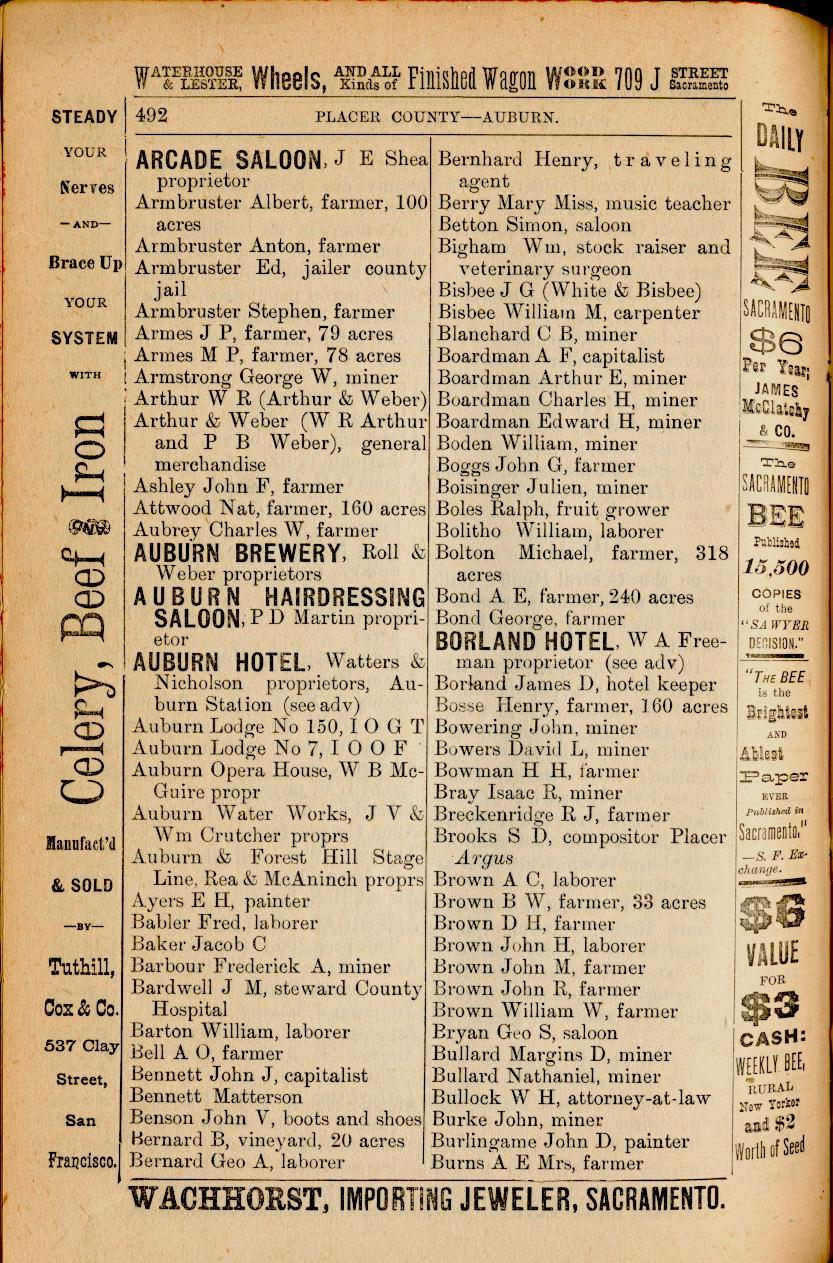 WATERHOUSE & LESTER, Wheels, AND ALL Kinds of Finished Wagon WOOD WORK 709 J STREET Sacramento
492 PLACER COUNTY—AUBURN.
STEADY
YOUR
Nerves
—AND—
Brace Up
YOUR
SYSTEM
WITH
Celery, Beef Iron
Manufact'd
& SOLD
—BY—
Tuthill,
Cox & Co.
537 Clay
Street,
San
Francisco.
ARCADE SALOON, J E Shea
proprietor
Armbruster Albert, farmer, 100
acres
Armbruster Anton, farmer
Armbruster Ed, jailer county
jail
Armbruster Stephen, farmer
Armes J P, farmer, 79 acres
Armes M P, farmer, 78 acres
Armstrong George W, miner
Arthur W R (Arthur & Weber)
Arthur & Weber (W R Arthur
and P B Weber), general
merchandise
Ashley John F, farmer
Attwood Nat, farmer, 160 acres
Aubrey Charles W, farmer
AUBURN BREWERY, Roll &
Weber proprietors
AUBURN HAIRDRESSING
SALOON, P D Martin propri-
etor
AUBURN HOTEL, Watters &
Nicholson proprietors, Au-
burn Station (see adv)
Auburn Lodge No 150, I O G T
Auburn Lodge No 7, I O O F
Auburn Opera House, W B Mc-
Guire propr
Auburn Water Works, J V &
Wm Crutcher proprs
Auburn & Forest Hill Stage
Line, Rea & McAninch proprs
Ayers E H, painter
Babler Fred, laborer
Baker Jacob C
Barbour Frederick A, miner
Bardwell J M, steward County
Hospital
Barton William, laborer
Bell A O, farmer
Bennett John J, capitalist
Bennett Matterson
Benson John V, boots and shoes
Bernard B, vineyard, 20 acres
Bernard Geo A, laborer
Bernhard Henry, traveling
agent
Berry Mary Miss, music teacher
Betton Simon, saloon
Bigham Wm, stock raiser and
veterinary surgeon
Bisbee J G (White & Bisbee)
Bisbee William M, carpenter
Blanchard C B, miner
Boardman A F, capitalist
Boardman Arthur E, miner
Boardman Charles H, miner
Boardman Edward H, miner
Boden William, miner
Boggs John G, farmer
Boisinger Julien, miner
Boles Ralph, fruit grower
Bolitho William, laborer
Bolton Michael, farmer, 318
acres
Bond A E, farmer, 240 acres
Bond George, farmer
BORLAND HOTEL, W A Free-
man proprietor (see adv)
Borland James D, hotel keeper
Bosse Henry, farmer, 160 acres
Bowering John, miner
Bowers David L, miner
Bowman H H, farmer
Bray Isaac R, miner
Breckenridge R J, farmer
Brooks S D, compositor Placer
Argus
Brown A C, laborer
Brown B W, farmer, 33 acres
Brown D H, farmer
Brown John H, laborer
Brown John M, farmer
Brown John R, farmer
Brown William W, farmer
Bryan Geo S, saloon
Bullard Margins D, miner
Bullard Nathaniel, miner
Bullock W H, attorney-at-law
Burke John, miner
Burlingame John D, painter
Burns A E Mrs, farmer
The
DAILY
BEE
SACRAMENTO
$6
Per Year;
JAMES
McClatchy
& CO.
The
SACRAMENTO
BEE
Published
15,500
COPIES
of the
"SAWYER
DECISION."
"THE BEE
is the
Brightest
AND
Ablest
Paper
EVER
Published in
Sacramento,"
—S. F. Ex-
change.
$6
VALUE
FOR
$3
CASH:
WEEKLY BEE,
RURAL
New Yorker
and $2
Worth of Seed
WACHHORST, IMPORTING JEWELER, SACRAMENTO.